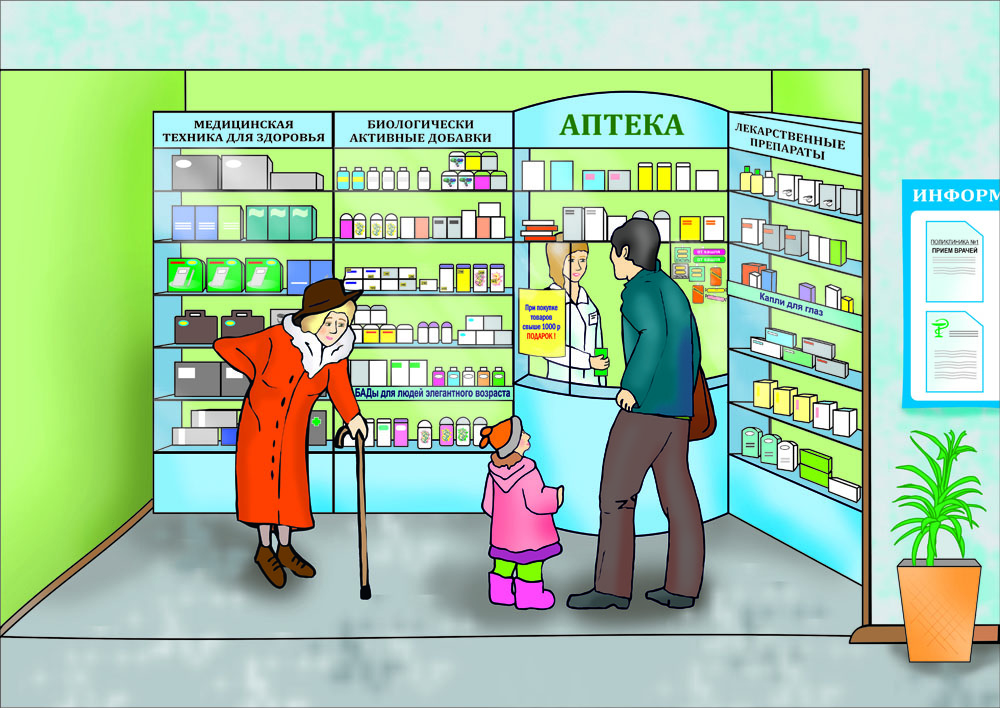 МЕДИЦИНСКАЯ
ТЕХНИКА ДЛЯ ЗДОРОВЬЯ
БИОЛОГИЧЕСКИ
АКТИВНЫЕ ДОБАВКИ
АПТЕКА
ЛЕКАРСТВЕННЫЕ
ПРЕПАРАТЫ
ИНФОРМ
ПОЛИКЛИНИКА №1
ПРИЕМ ВРАЧЕЙ
При покупке
товаров
свыше 1000 р
ПОДАРОК !
Капли для глаз
БАДы для людей элегантного возраста